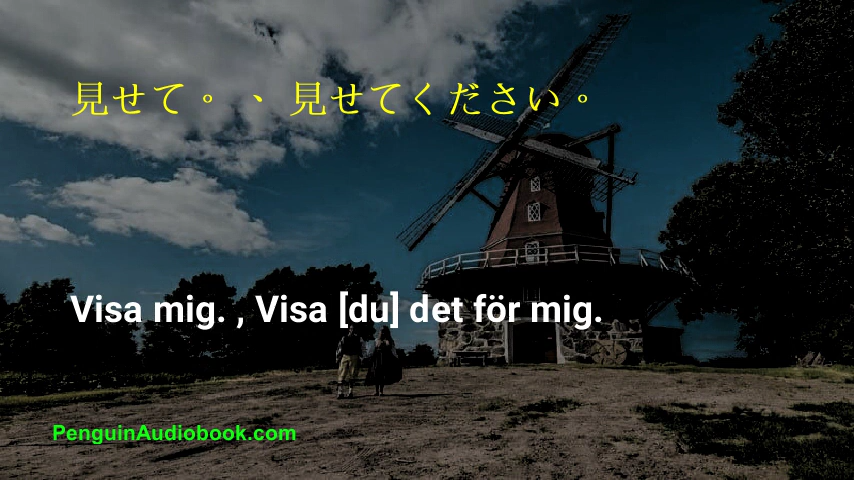 見せて。、見せてください。
Visa mig. , Visa [du] det för mig.
PenguinAudiobook.com